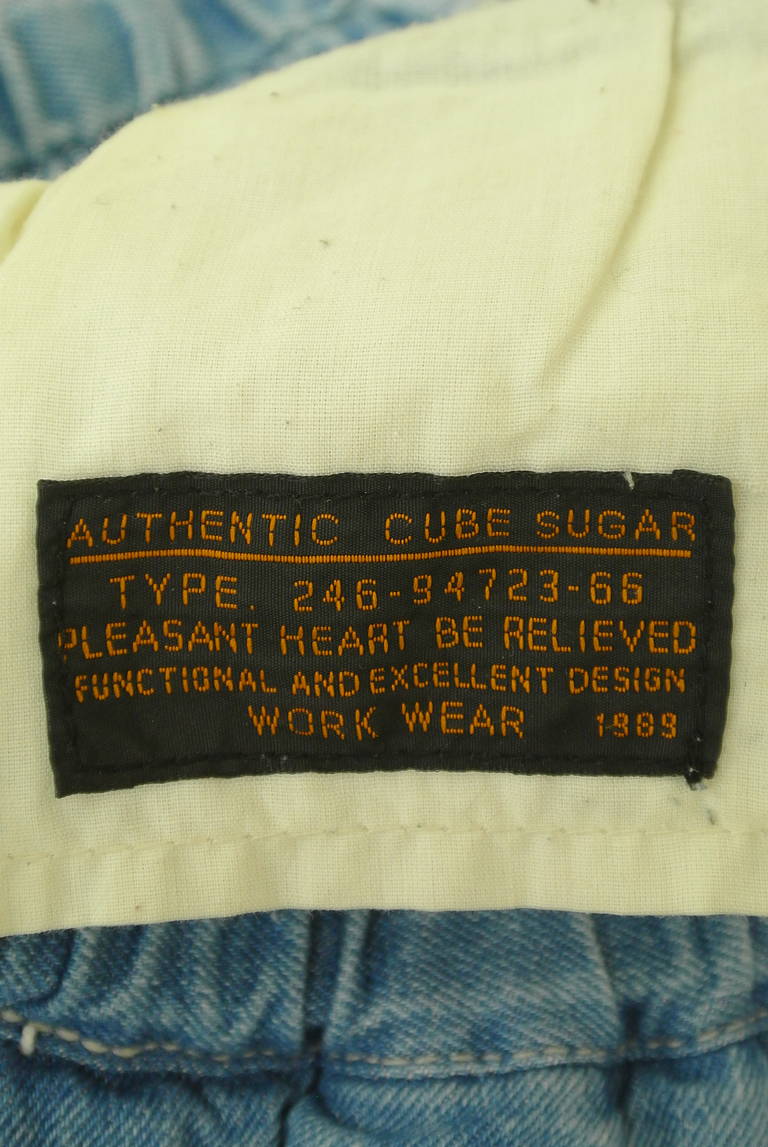 AUTHENTIC CUBE SUGAR
TYPE. 246-94723-66
PLEASANT HEART BE RELIEVED
FUNCTIONAL AND EXCELLENT DESIGN
WORK WEAR 1989